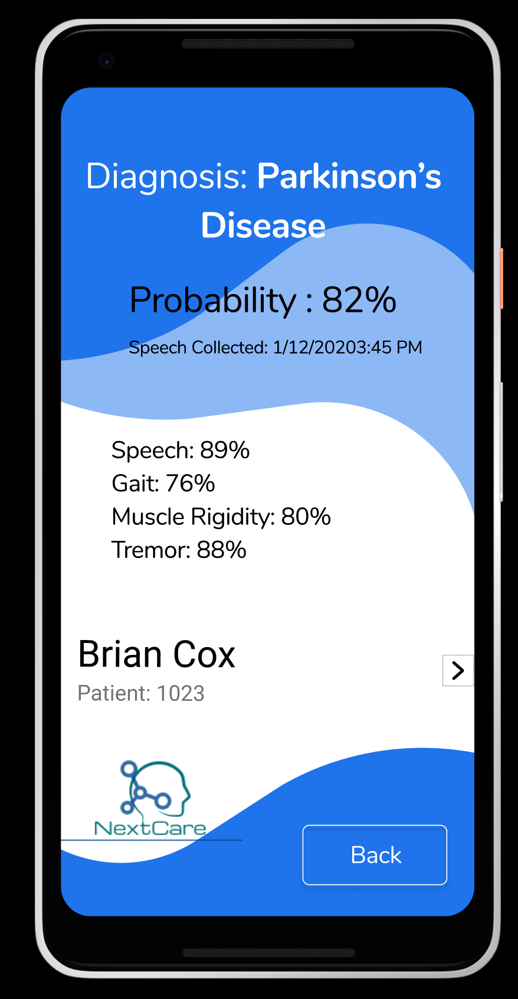 Diagnosis: Parkinson’s
Disease
Probability : 82%
Speech Collected: 1/12/20203:45 PM
Speech: 89%
Gait: 76%
Muscle Rigidity: 80%
Tremor: 88%
Brian Cox
Patient: 1023
NextCare
Back